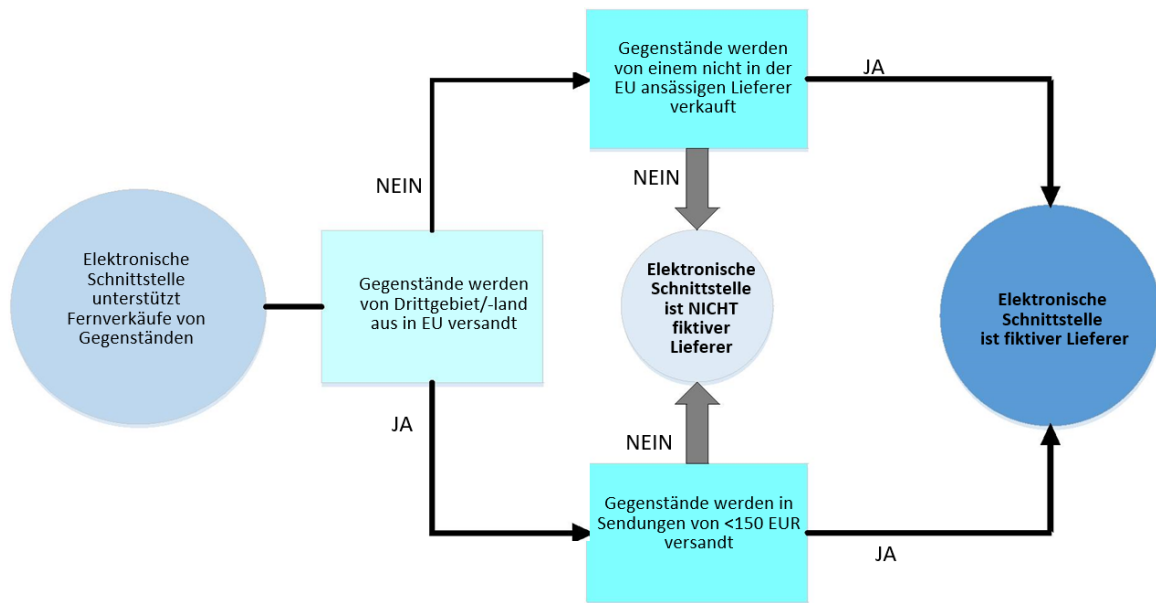 Elektronische
Schnittstelle
unterstützt
Fernverkäufe von
Gegenständen
NEIN
Gegenstände werden
von Drittgebiet/-land
aus in EU versandt
JA
Gegenstände werden
von einem nicht in der
EU ansässigen Lieferer
verkauft
JA
NEIN
Elektronische
Schnittstelle
ist NICHT
fiktiver
Lieferer
NEIN
Gegenstände werden in
Sendungen von <150 EUR
versandt
JA
Elektronische
Schnittstelle
ist fiktiver Lieferer